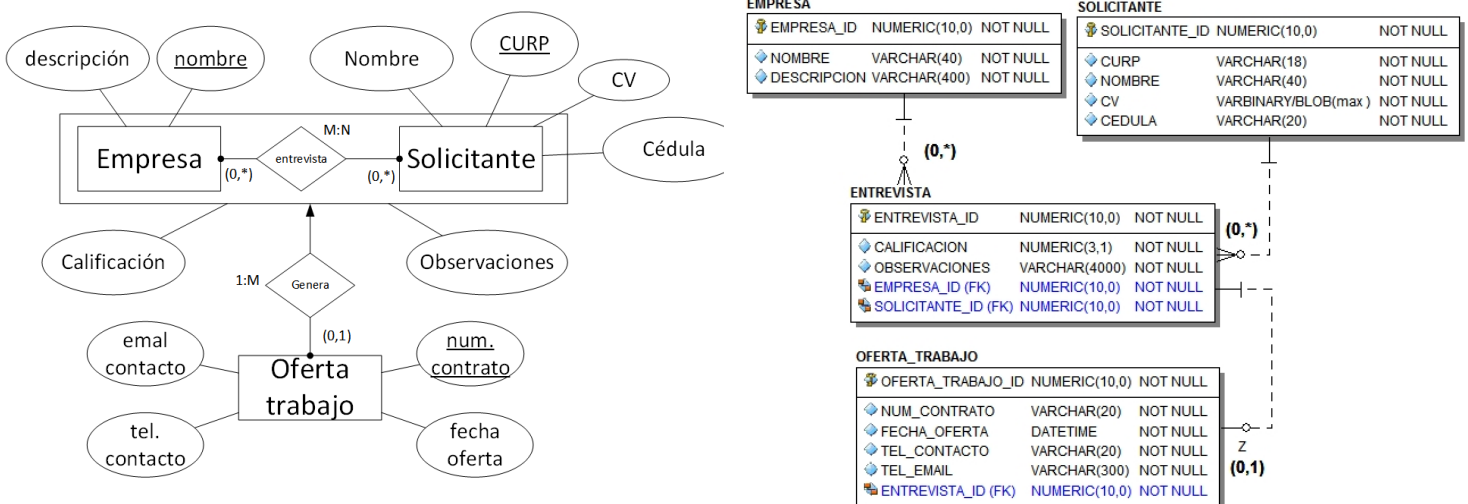 descripción
nombre
Nombre
CURP
CV
Cédula
Empresa
entrevista
M:N
Solicitante
(0,*)
(0,*)
Calificación
Observaciones
1:M
Genera
(0,1)
emal
contacto
num.
contrato
Oferta
trabajo
tel.
contacto
fecha
oferta
EMPRESA
EMPRESA_ID NUMERIC(10,0) NOT NULL
NOMBRE VARCHAR(40) NOT NULL
DESCRIPCION VARCHAR(400) NOT NULL
SOLICITANTE
SOLICITANTE_ID NUMERIC(10,0) NOT NULL
CURP VARCHAR(18) NOT NULL
NOMBRE VARCHAR(40) NOT NULL
CV VARBINARY/BLOB(max ) NOT NULL
CEDULA VARCHAR(20) NOT NULL
(0,*)
ENTREVISTA
ENTREVISTA_ID NUMERIC(10,0) NOT NULL
CALIFICACION NUMERIC(3,1) NOT NULL
OBSERVACIONES VARCHAR(4000) NOT NULL
EMPRESA_ID (FK) NUMERIC(10,0) NOT NULL
SOLICITANTE_ID (FK) NUMERIC(10,0) NOT NULL
(0,*)
OFERTA_TRABAJO
OFERTA_TRABAJO_ID NUMERIC(10,0) NOT NULL
NUM_CONTRATO VARCHAR(20) NOT NULL
FECHA_OFERTA DATETIME NOT NULL
TEL_CONTACTO VARCHAR(20) NOT NULL
TEL_EMAIL VARCHAR(300) NOT NULL
ENTREVISTA_ID (FK) NUMERIC(10,0) NOT NULL
Z
(0,1)